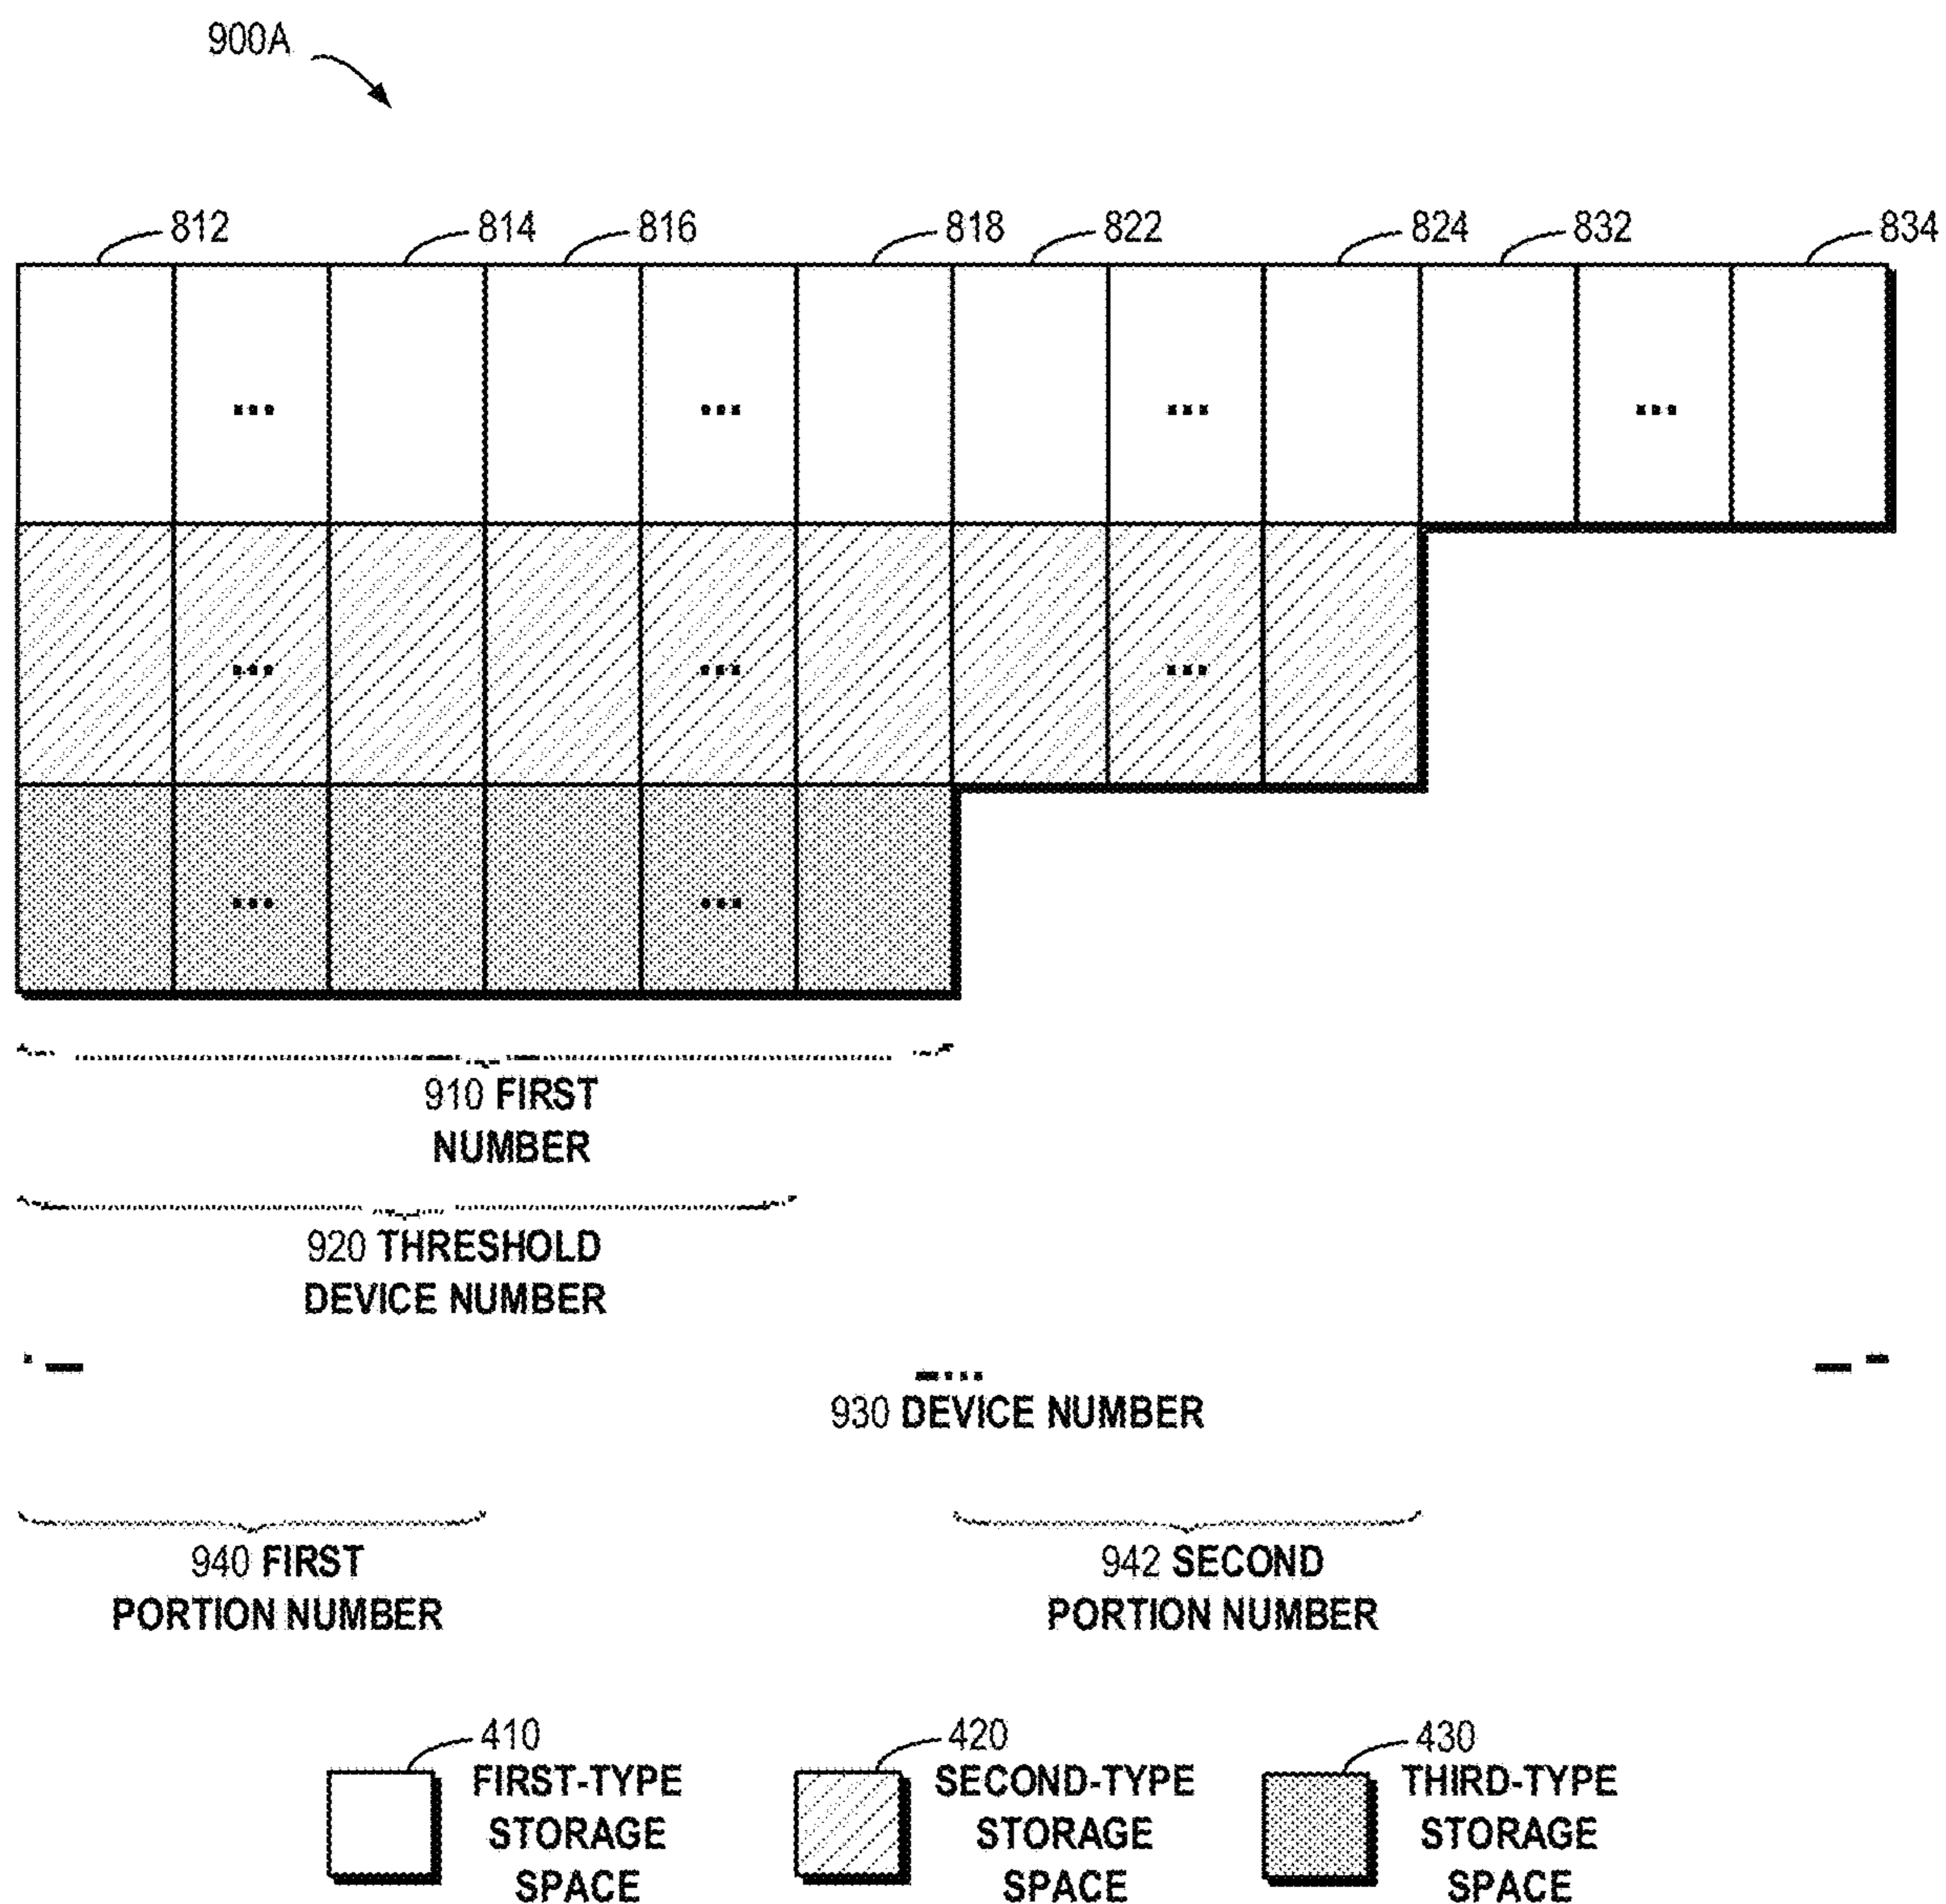 900A
812 814 816 818 822 824 832 834
... ... ... ...
... ... ...
... ...
910 FIRST
NUMBER
920 THRESHOLD
DEVICE NUMBER
930 DEVICE NUMBER
940 FIRST
PORTION NUMBER
942 SECOND
PORTION NUMBER
410
FIRST-TYPE
STORAGE
SPACE
420
SECOND-TYPE
STORAGE
SPACE
430
THIRD-TYPE
STORAGE
SPACE